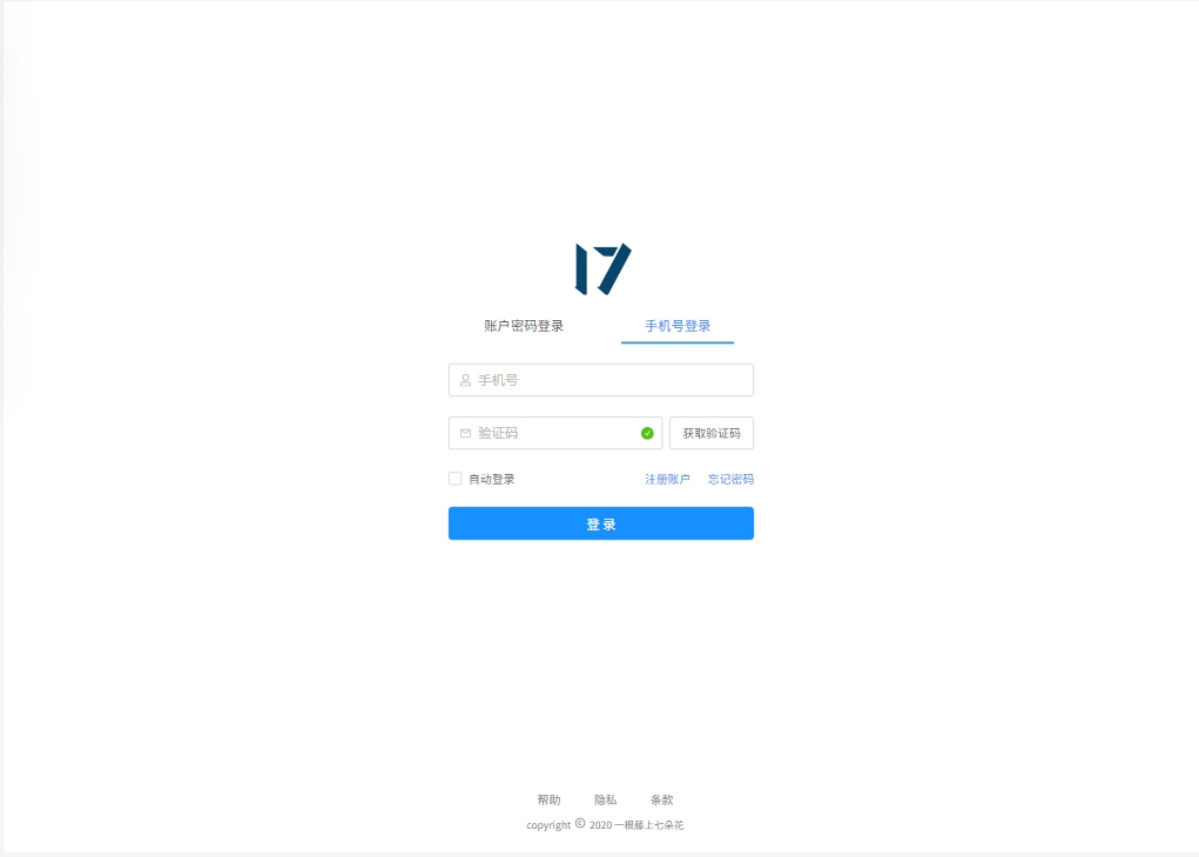 17
账户密码登录 手机号登录
手机号
验证码 获取验证码
自动登录 注册账户 忘记密码
登录
帮助 隐私 条款
copyright © 2020 一根藤上七朵花